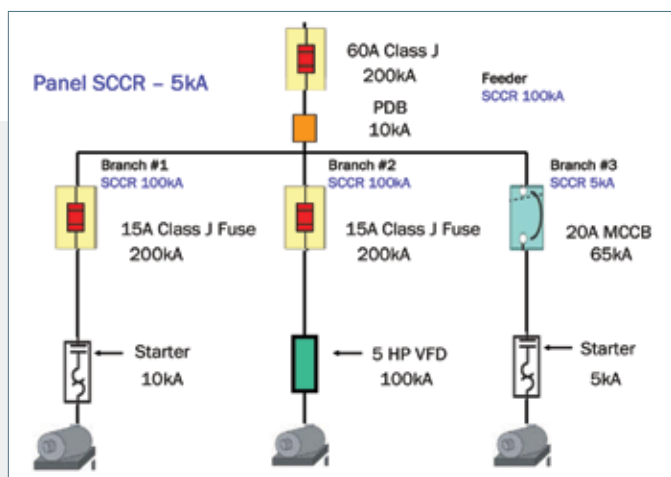 Panel SCCR – 5kA
60A Class J
200kA
Feeder
SCCR 100kA
PDB
10kA
Branch #1
SCCR 100kA
Branch #2
SCCR 100kA
Branch #3
SCCR 5kA
15A Class J Fuse
200kA
15A Class J Fuse
200kA
20A MCCB
65kA
Starter
10kA
5 HP VFD
100kA
Starter
5kA